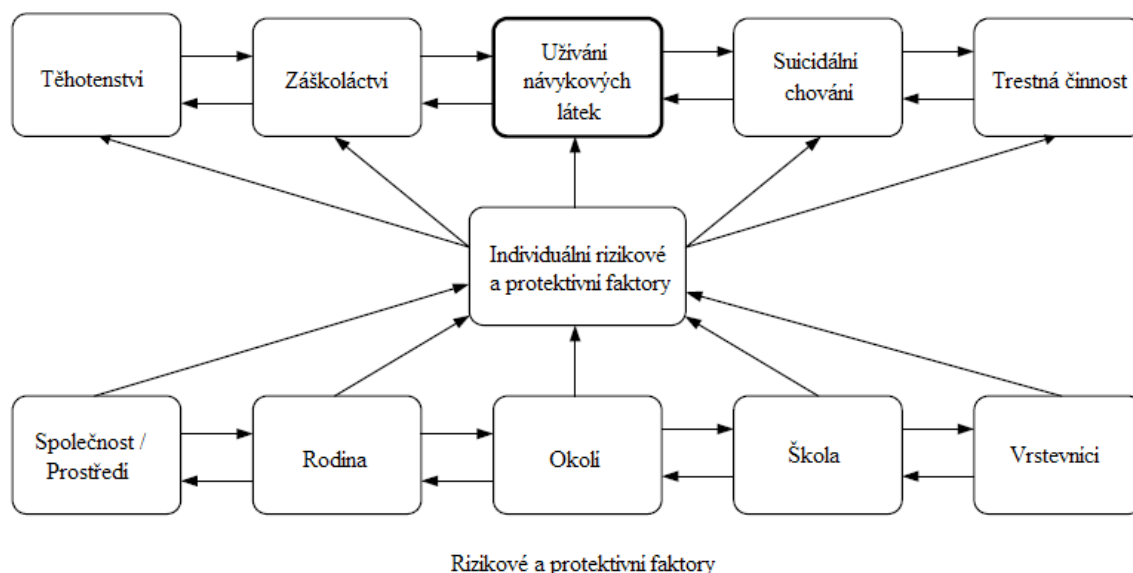 Těhotenství
Záškoláctví
Užívání
návykových
látek
Suicidální
chování
Trestná činnost
Individuální rizikové
a protektivní faktory
Společnost /
Prostředí
Rodina
Okolí
Škola
Vrstevníci
Rizikové a protektivní faktory